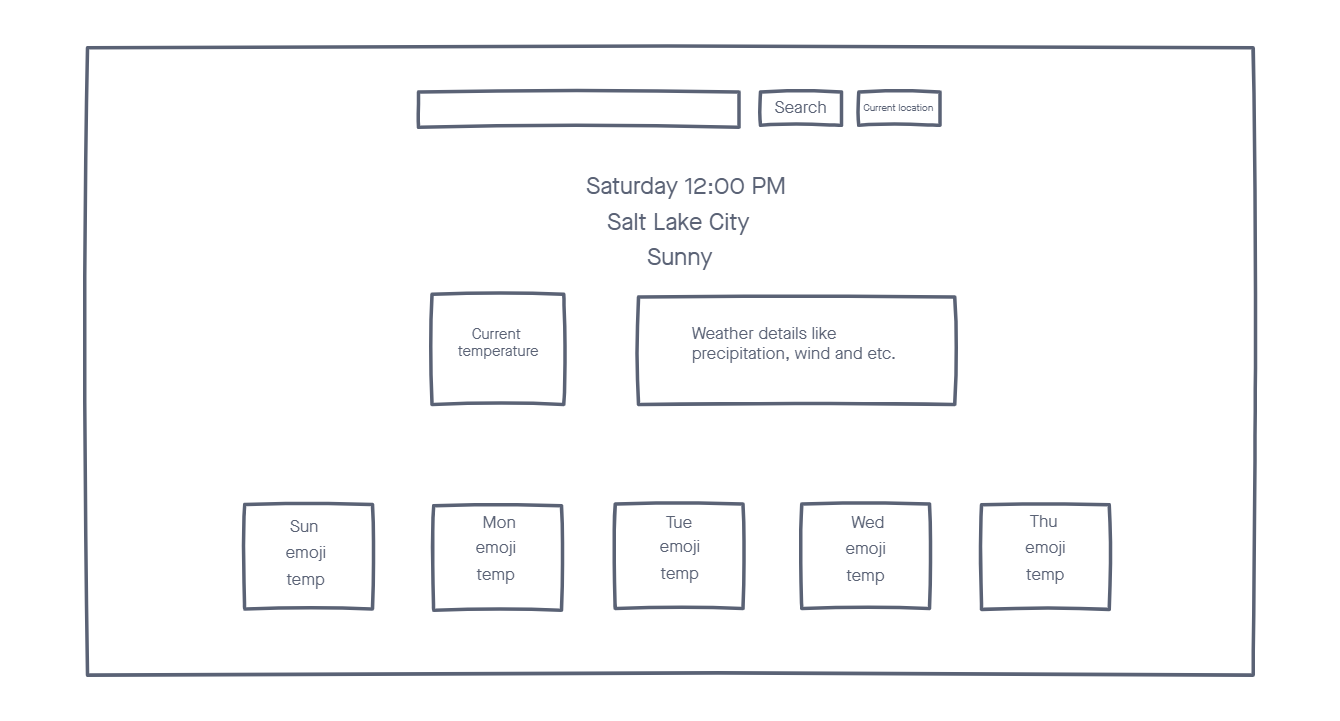 Search
Current location
Saturday 12:00 PM
Salt Lake City
Sunny
Current
temperature
Weather details like
precipitation, wind and etc.
Sun
emoji
temp
Mon
emoji
temp
Tue
emoji
temp
Wed
emoji
temp
Thu
emoji
temp